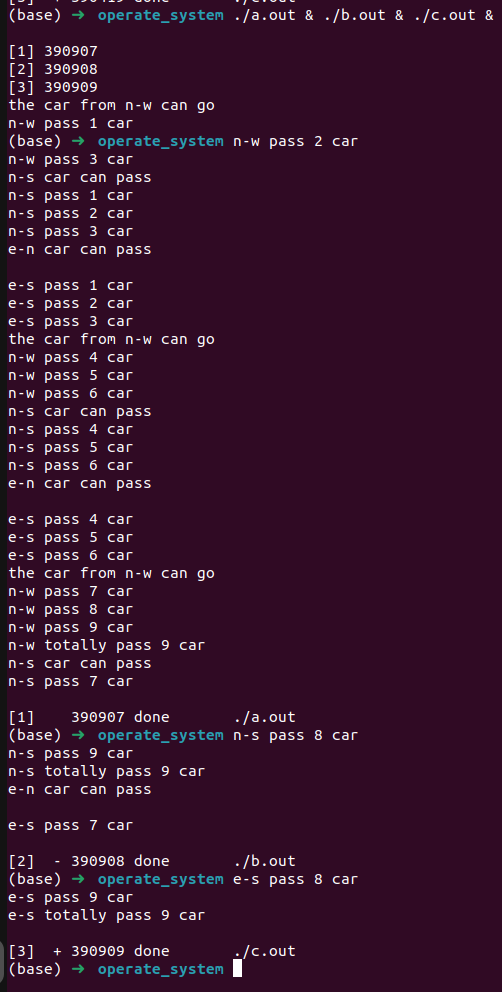 (base) ➜ operate_system ./a.out & ./b.out & ./c.out &
[1] 390907
[2] 390908
[3] 390909
the car from n-w can go
n-w pass 1 car
(base) ➜ operate_system n-w pass 2 car
n-w pass 3 car
n-s car can pass
n-s pass 1 car
n-s pass 2 car
n-s pass 3 car
e-n car can pass
e-s pass 1 car
e-s pass 2 car
e-s pass 3 car
the car from n-w can go
n-w pass 4 car
n-w pass 5 car
n-w pass 6 car
n-s car can pass
n-s pass 4 car
n-s pass 5 car
n-s pass 6 car
e-n car can pass
e-s pass 4 car
e-s pass 5 car
e-s pass 6 car
the car from n-w can go
n-w pass 7 car
n-w pass 8 car
n-w pass 9 car
n-w totally pass 9 car
n-s car can pass
n-s pass 7 car
[1] 390907 done ./a.out
(base) ➜ operate_system n-s pass 8 car
n-s pass 9 car
n-s totally pass 9 car
e-n car can pass
e-s pass 7 car
[2] - 390908 done ./b.out
(base) ➜ operate_system e-s pass 8 car
e-s pass 9 car
e-s totally pass 9 car
[3] + 390909 done ./c.out
(base) ➜ operate_system